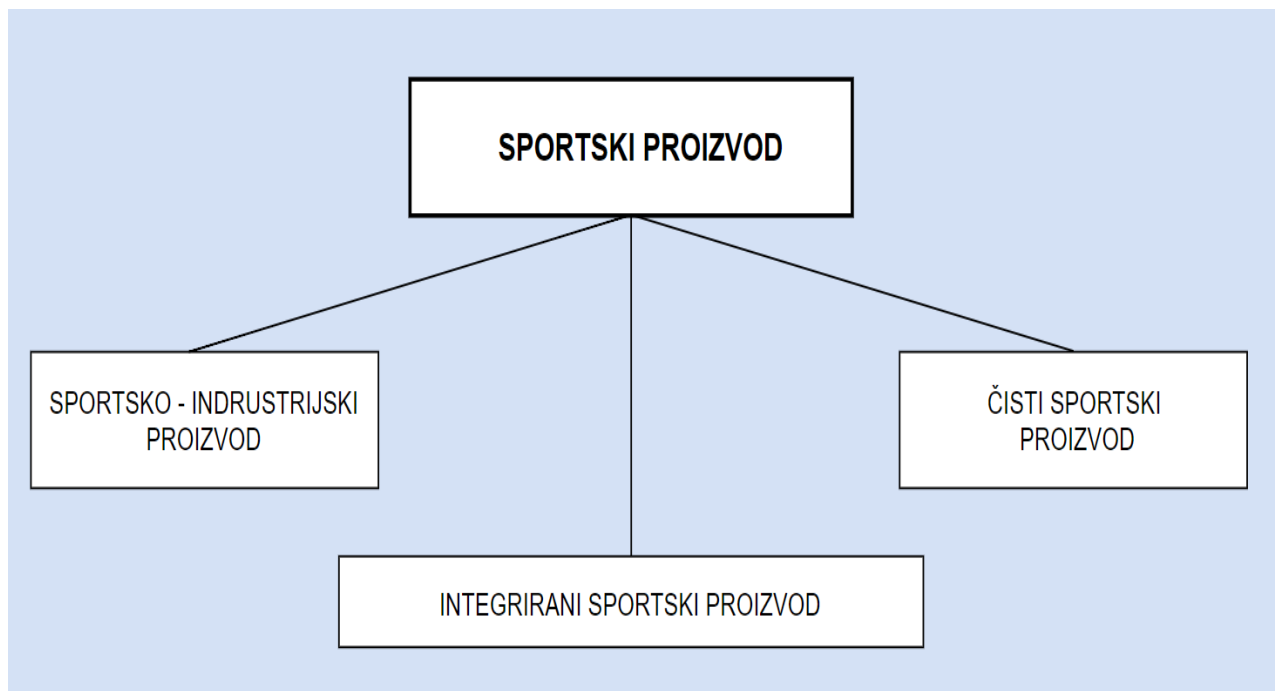 SPORTSKI PROIZVOD
SPORTSKO - INDRUSTRIJSKI
PROIZVOD
ČISTI SPORTSKI
PROIZVOD
INTEGRIRANI SPORTSKI PROIZVOD